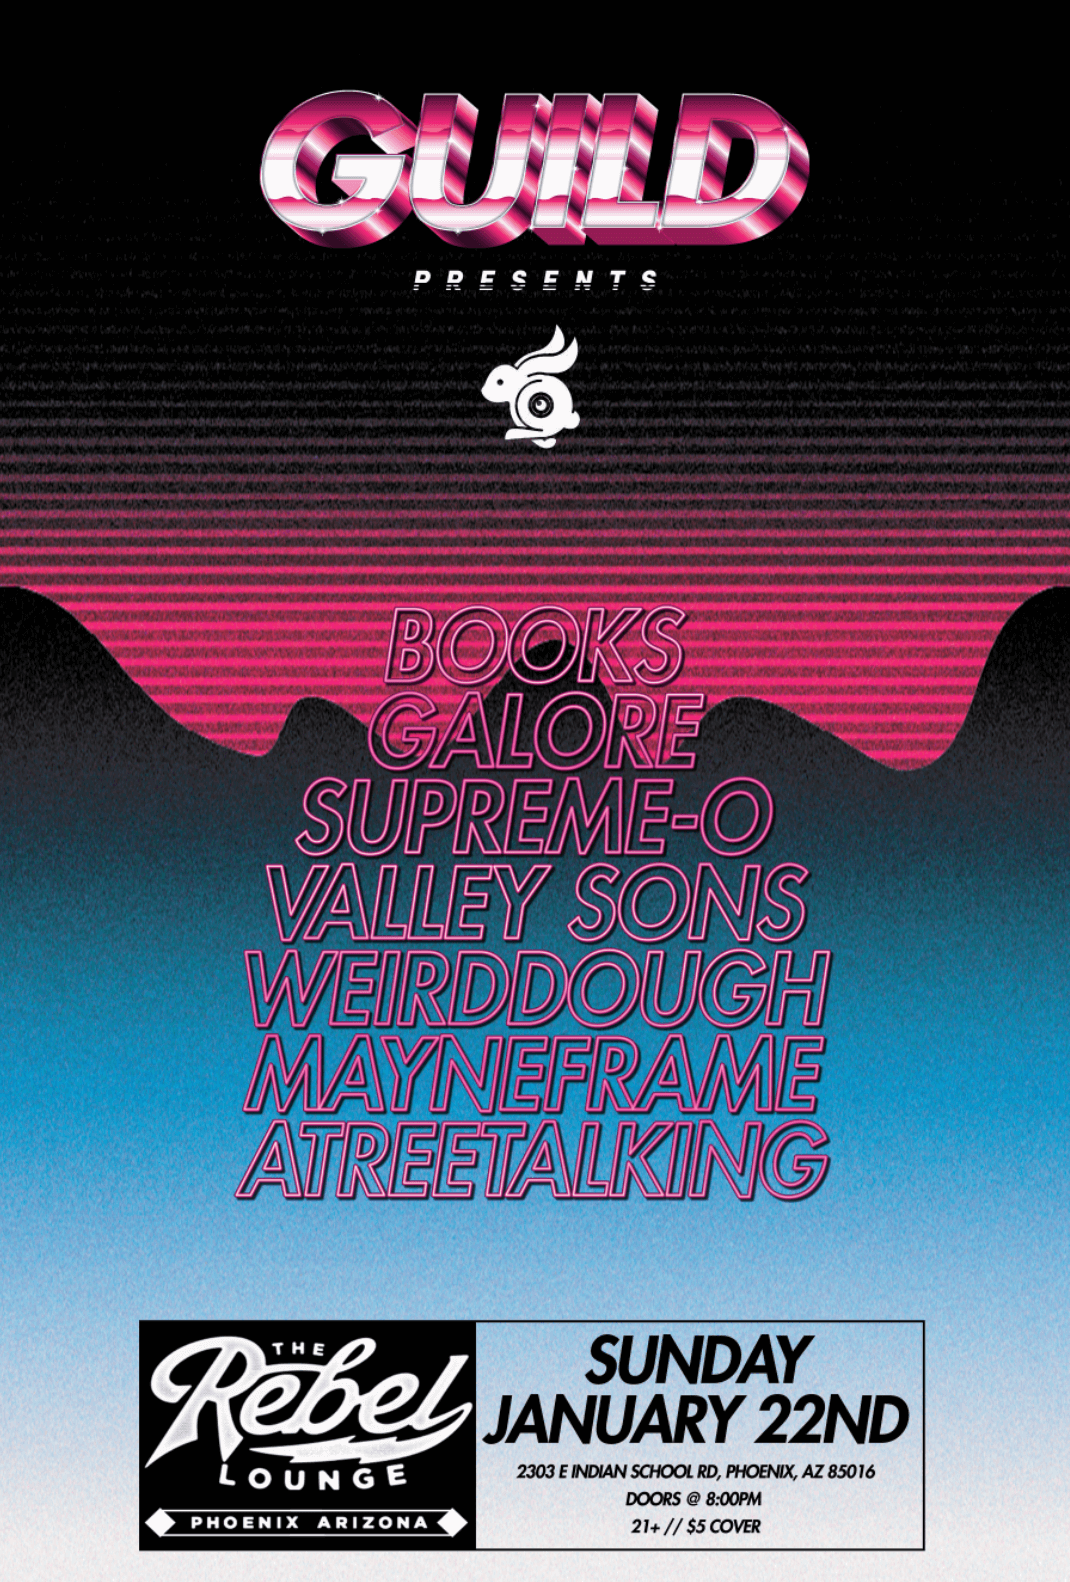 GUILD
PRESENTS
BOOKS
GALORE
SUPREME-O
VALLEY SONS
WEIRDDOUGH
MAYNEFRAME
ATREETALKING
THE
Rebel
LOUNGE
PHOENIX ARIZONA
SUNDAY
JANUARY 22ND
2303 E INDIAN SCHOOL RD, PHOENIX, AZ 85016
DOORS @ 8:00PM
21+ // $5 COVER